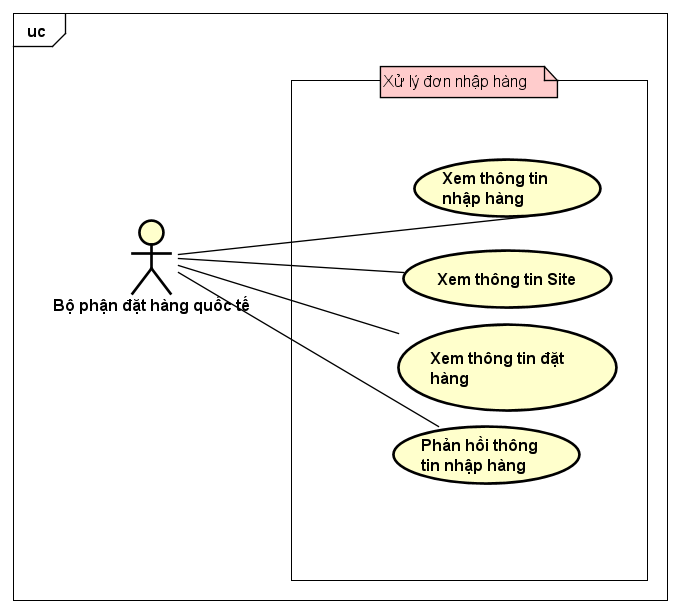 uc
Xử lý đơn nhập hàng
Xem thông tin
nhập hàng
Xem thông tin Site
Bộ phận đặt hàng quốc tế
Xem thông tin đặt
hàng
Phản hồi thông
tin nhập hàng